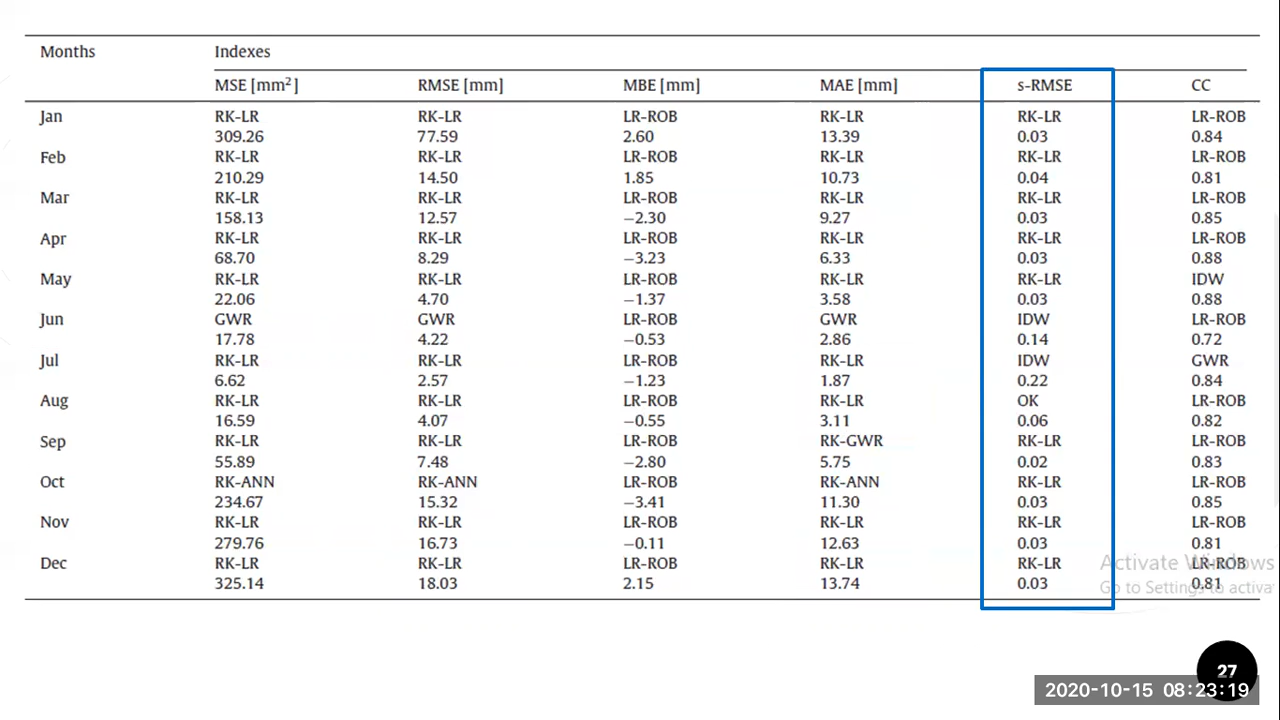 Months Indexes
MSE [mm²] RMSE [mm] MBE [mm] MAE [mm] s-RMSE CC
Jan RK-LR RK-LR LR-ROB RK-LR RK-LR LR-ROB
309.26 77.59 2.60 13.39 0.03 0.84
Feb RK-LR RK-LR LR-ROB RK-LR RK-LR LR-ROB
210.29 14.50 1.85 10.73 0.04 0.81
Mar RK-LR RK-LR LR-ROB RK-LR RK-LR LR-ROB
158.13 12.57 −2.30 9.27 0.03 0.85
Apr RK-LR RK-LR LR-ROB RK-LR RK-LR LR-ROB
68.70 8.29 −3.23 6.33 0.03 0.88
May RK-LR RK-LR LR-ROB RK-LR RK-LR IDW
22.06 4.70 −1.37 3.58 0.03 0.88
Jun GWR GWR LR-ROB GWR IDW LR-ROB
17.78 4.22 −0.53 2.86 0.14 0.72
Jul RK-LR RK-LR LR-ROB RK-LR IDW GWR
6.62 2.57 −1.23 1.87 0.22 0.84
Aug RK-LR RK-LR LR-ROB RK-LR OK LR-ROB
16.59 4.07 −0.55 3.11 0.06 0.82
Sep RK-LR RK-LR LR-ROB RK-GWR RK-LR LR-ROB
55.89 7.48 −2.80 5.75 0.02 0.83
Oct RK-ANN RK-ANN LR-ROB RK-ANN RK-LR LR-ROB
234.67 15.32 −3.41 11.30 0.03 0.85
Nov RK-LR RK-LR LR-ROB RK-LR RK-LR LR-ROB
279.76 16.73 −0.11 12.63 0.03 0.81
Dec RK-LR RK-LR LR-ROB RK-LR RK-LR LR-ROB
325.14 18.03 2.15 13.74 0.03 0.81
Activate Windows
Go to Settings to activa
27
2020-10-15 08:23:19